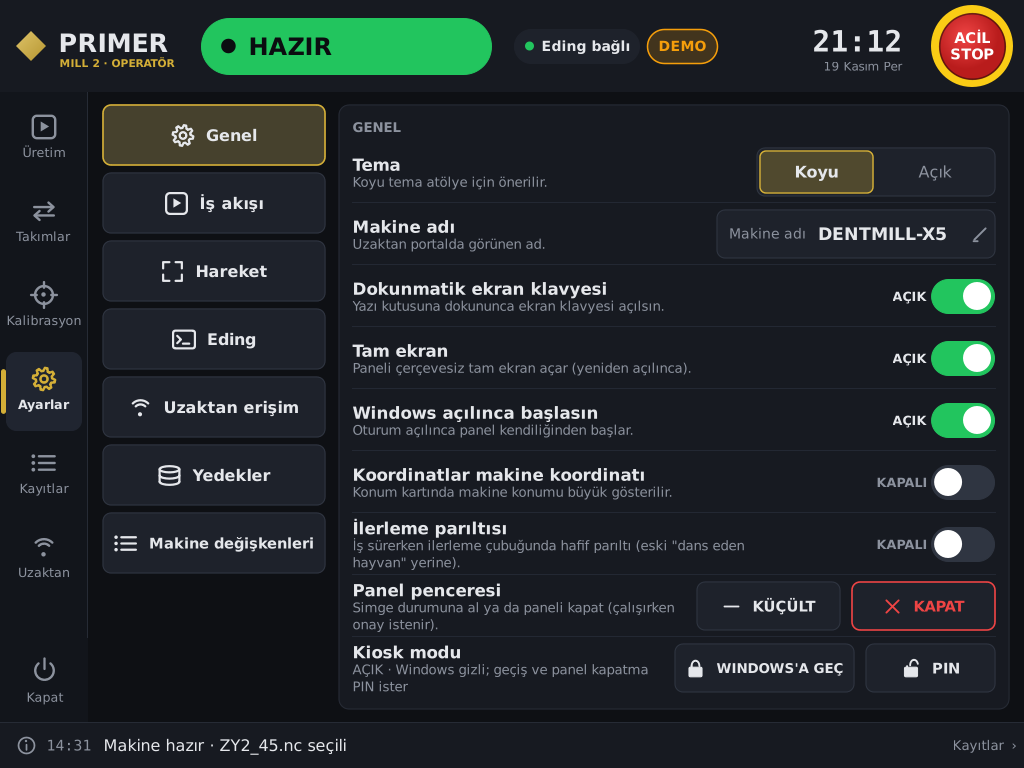 PRIMER
MILL 2 · OPERATÖR
HAZIR
Eding bağlı
DEMO
21:12
19 Kasım Per
ACİL
STOP
Üretim
Takımlar
Kalibrasyon
Ayarlar
Kayıtlar
Uzaktan
Kapat
Genel
İş akışı
Hareket
Eding
Uzaktan erişim
Yedekler
Makine değişkenleri
GENEL
Tema
Koyu tema atölye için önerilir.
Koyu
Açık
Makine adı
Uzaktan portalda görünen ad.
Makine adı DENTMILL-X5
Dokunmatik ekran klavyesi
Yazı kutusuna dokununca ekran klavyesi açılsın.
AÇIK
Tam ekran
Paneli çerçevesiz tam ekran açar (yeniden açılınca).
AÇIK
Windows açılınca başlasın
Oturum açılınca panel kendiliğinden başlar.
AÇIK
Koordinatlar makine koordinatı
Konum kartında makine konumu büyük gösterilir.
KAPALI
İlerleme parıltısı
İş sürerken ilerleme çubuğunda hafif parıltı (eski "dans eden
hayvan" yerine).
KAPALI
Panel penceresi
Simge durumuna al ya da paneli kapat (çalışırken
onay istenir).
KÜÇÜLT
KAPAT
Kiosk modu
AÇIK · Windows gizli; geçiş ve panel kapatma
PIN ister
WINDOWS'A GEÇ
PIN
14:31 Makine hazır · ZY2_45.nc seçili
Kayıtlar ›